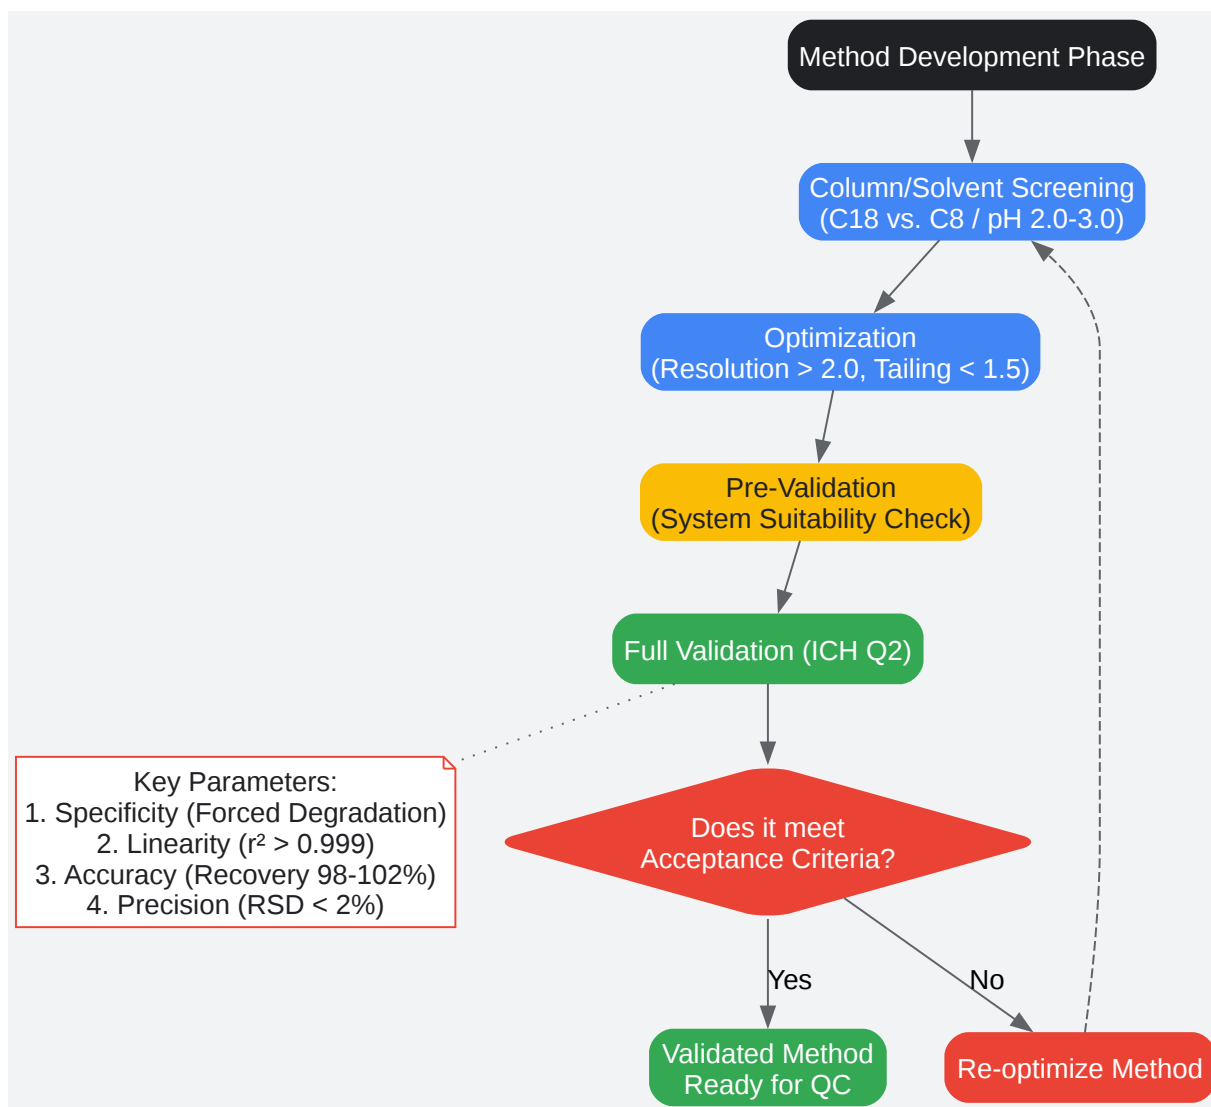 Method Development Phase
Column/Solvent Screening
(C18 vs. C8 / pH 2.0-3.0)
Optimization
(Resolution > 2.0, Tailing < 1.5)
Pre-Validation
(System Suitability Check)
Full Validation (ICH Q2)
Key Parameters:
1. Specificity (Forced Degradation)
2. Linearity (r² > 0.999)
3. Accuracy (Recovery 98-102%)
4. Precision (RSD < 2%)
Does it meet
Acceptance Criteria?
Yes
No
Validated Method
Ready for QC
Re-optimize Method